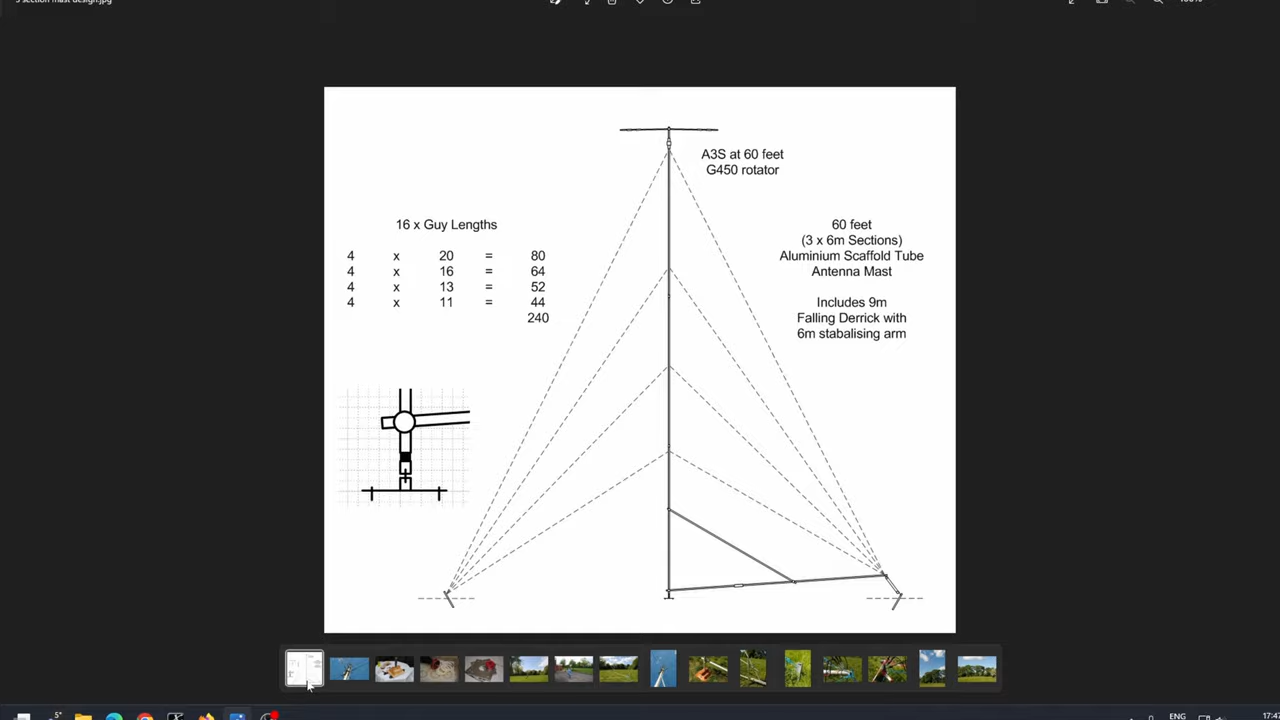 16 x Guy Lengths
4 x 20 = 80
4 x 16 = 64
4 x 13 = 52
4 x 11 = 44
240
A3S at 60 feet
G450 rotator
60 feet
(3 x 6m Sections)
Aluminium Scaffold Tube
Antenna Mast
Includes 9m
Falling Derrick with
6m stabalising arm
ENG